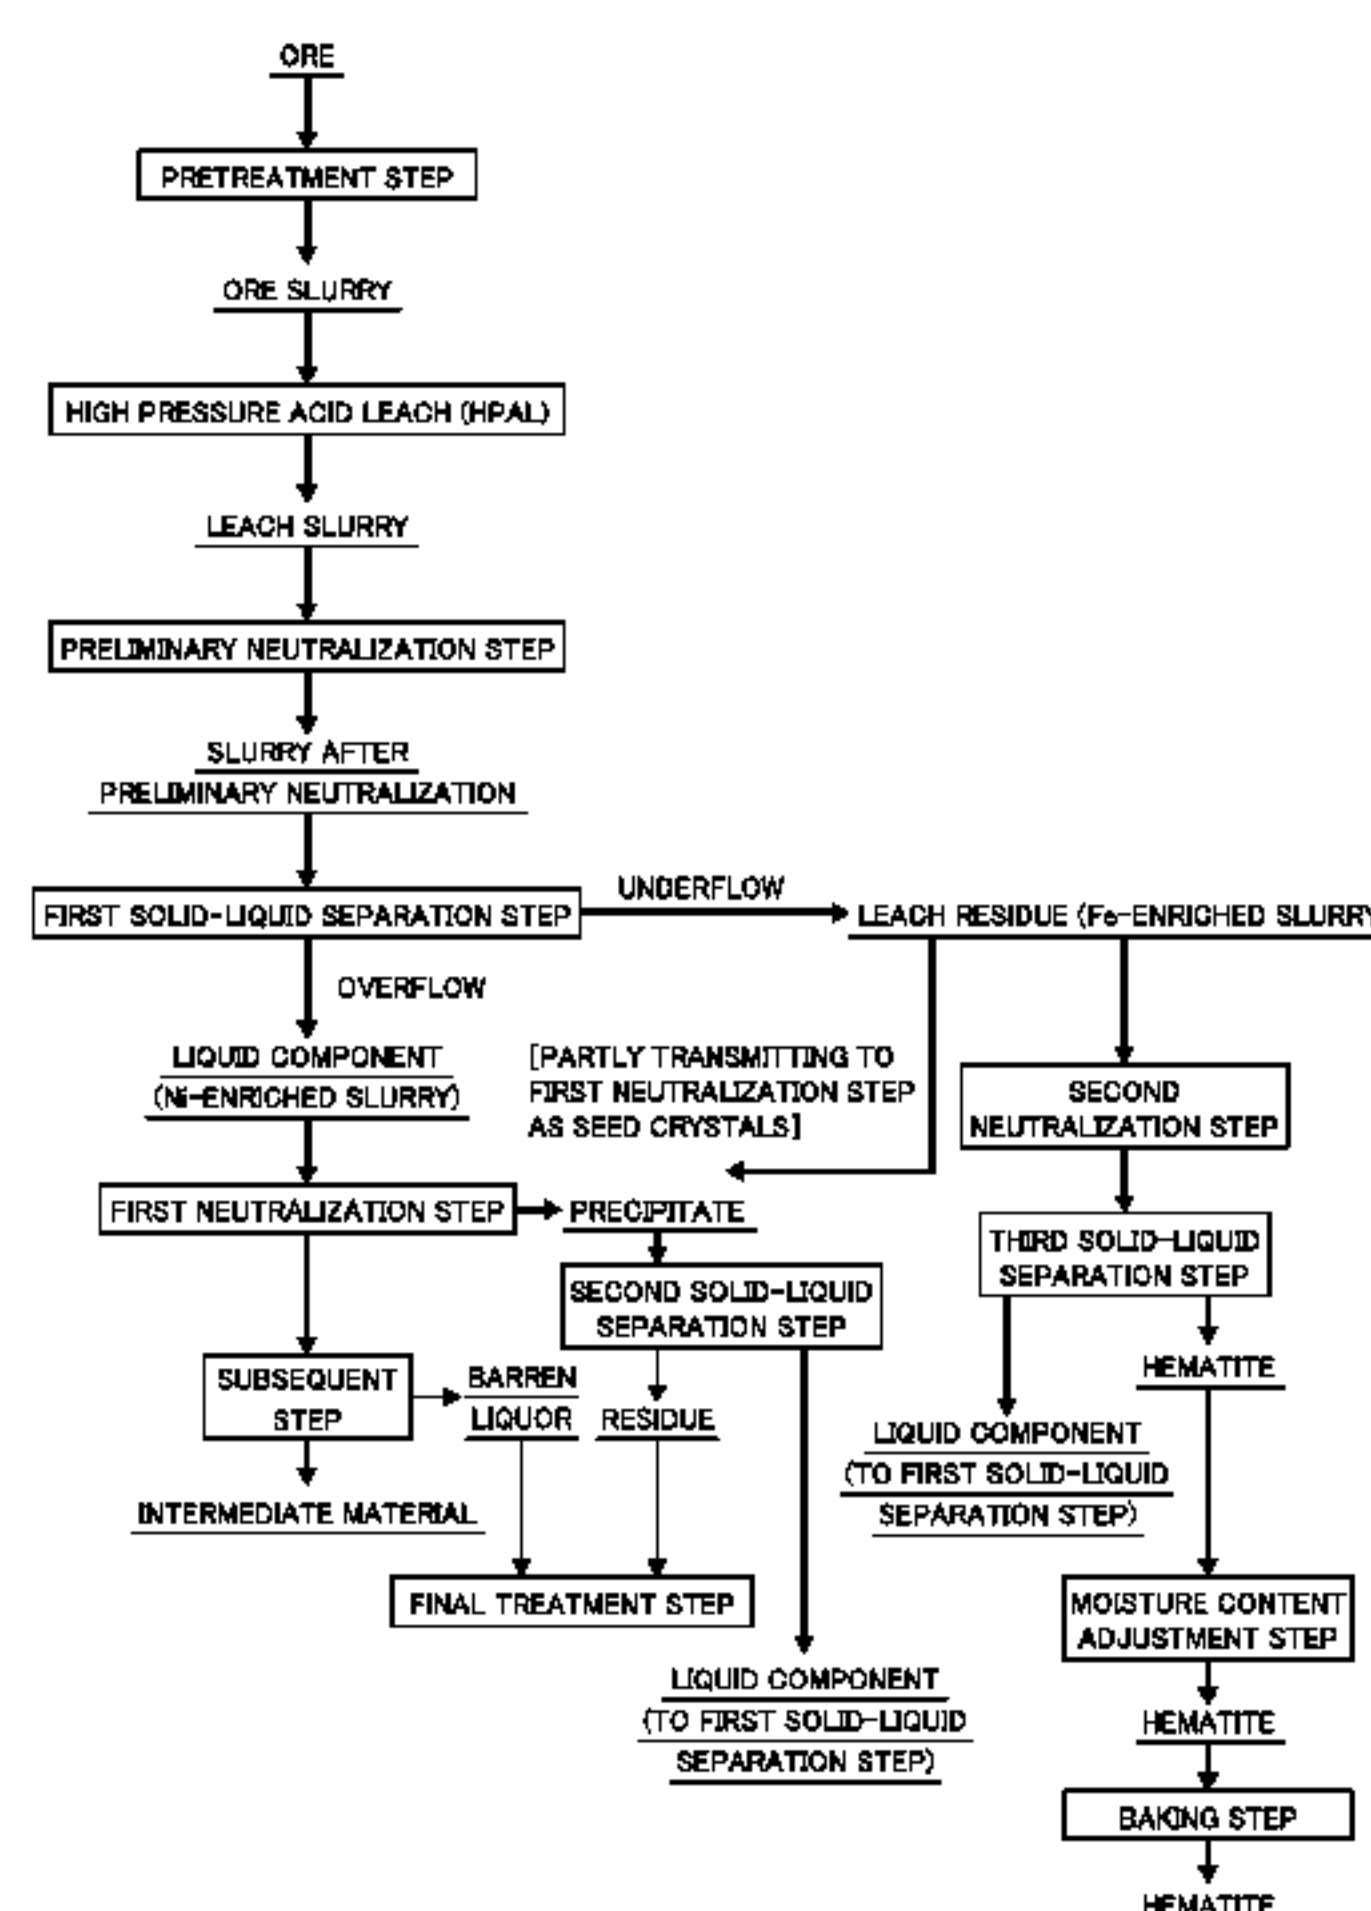 ORE
PRETREATMENT STEP
ORE SLURRY
HIGH PRESSURE ACID LEACH (HPAL)
LEACH SLURRY
PRELIMINARY NEUTRALIZATION STEP
SLURRY AFTER
PRELIMINARY NEUTRALIZATION
FIRST SOLID-LIQUID SEPARATION STEP
UNDERFLOW
LEACH RESIDUE (Fe-ENRICHED SLURRY
OVERFLOW
LIQUID COMPONENT
(Ni-ENRICHED SLURRY)
[PARTLY TRANSMITTING TO
FIRST NEUTRALIZATION STEP
AS SEED CRYSTALS]
SECOND
NEUTRALIZATION STEP
FIRST NEUTRALIZATION STEP
PRECIPITATE
THIRD SOLID-LIQUID
SEPARATION STEP
SECOND SOLID-LIQUID
SEPARATION STEP
HEMATITE
SUBSEQUENT
STEP
BARREN
LIQUOR
RESIDUE
LIQUID COMPONENT
(TO FIRST SOLID-LIQUID
SEPARATION STEP)
INTERMEDIATE MATERIAL
FINAL TREATMENT STEP
MOISTURE CONTENT
ADJUSTMENT STEP
LIQUID COMPONENT
(TO FIRST SOLID-LIQUID
SEPARATION STEP)
HEMATITE
BAKING STEP
HEMATITE